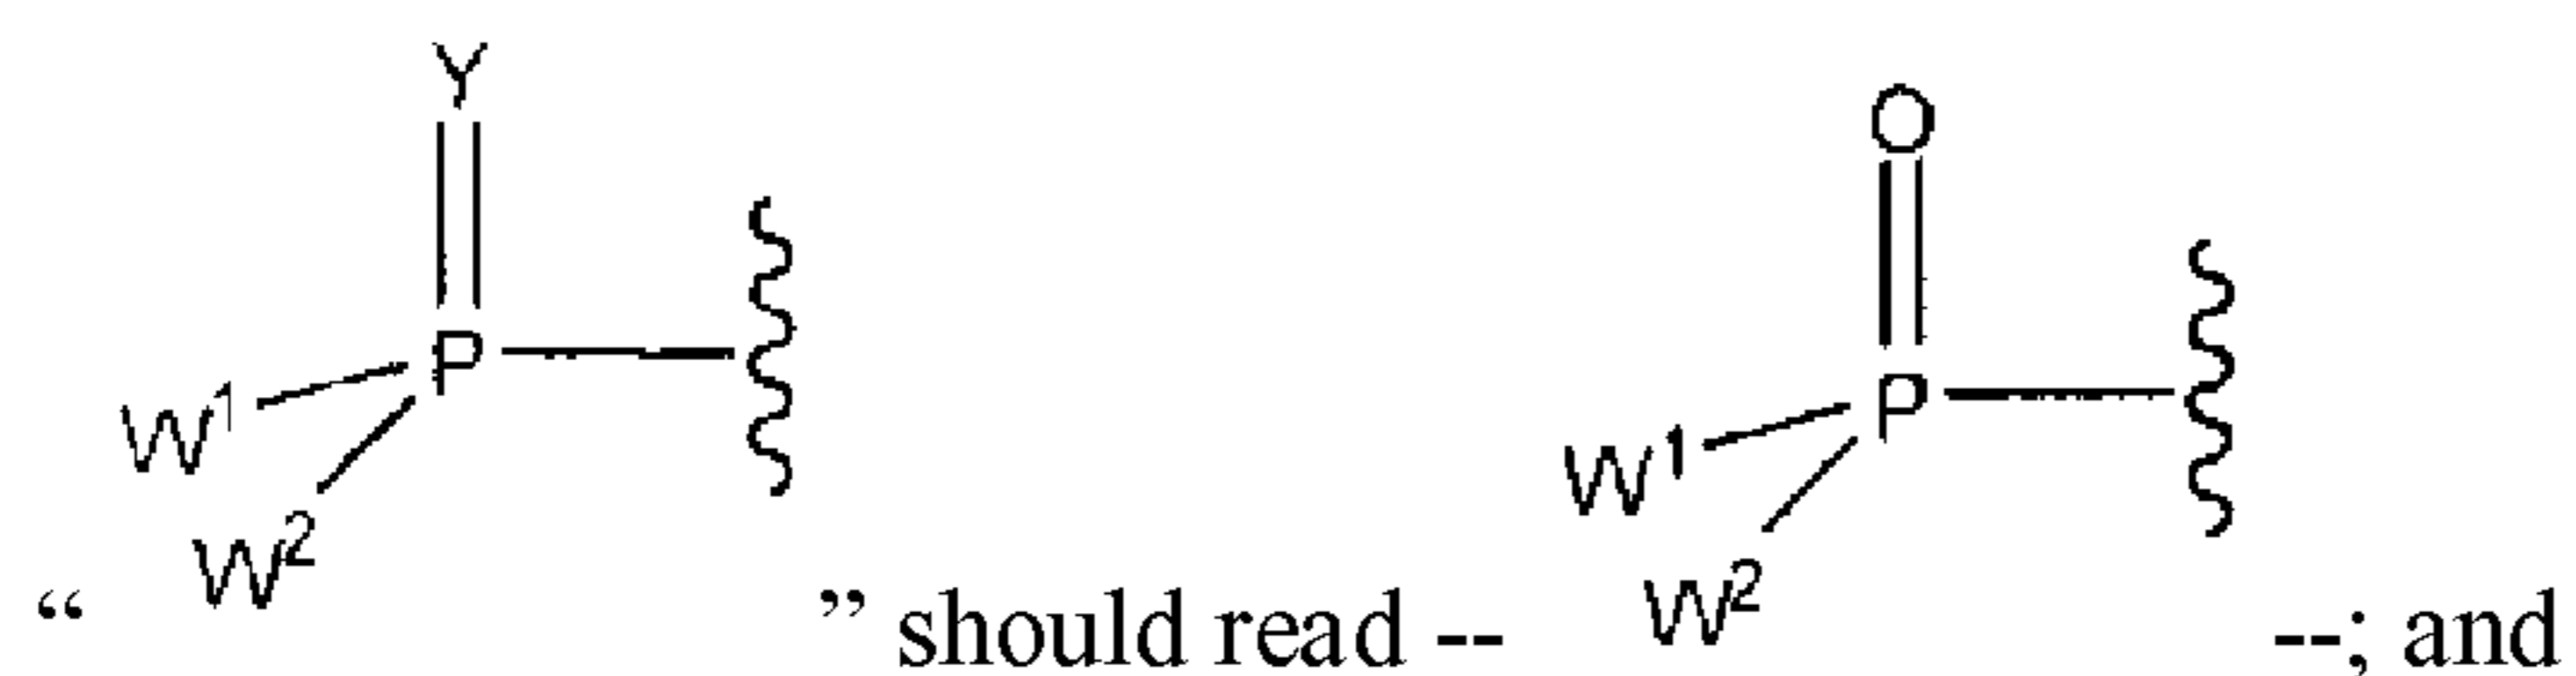 Y
O
P
P
W1
W1
W2
W2
“ ” should read -- --; and